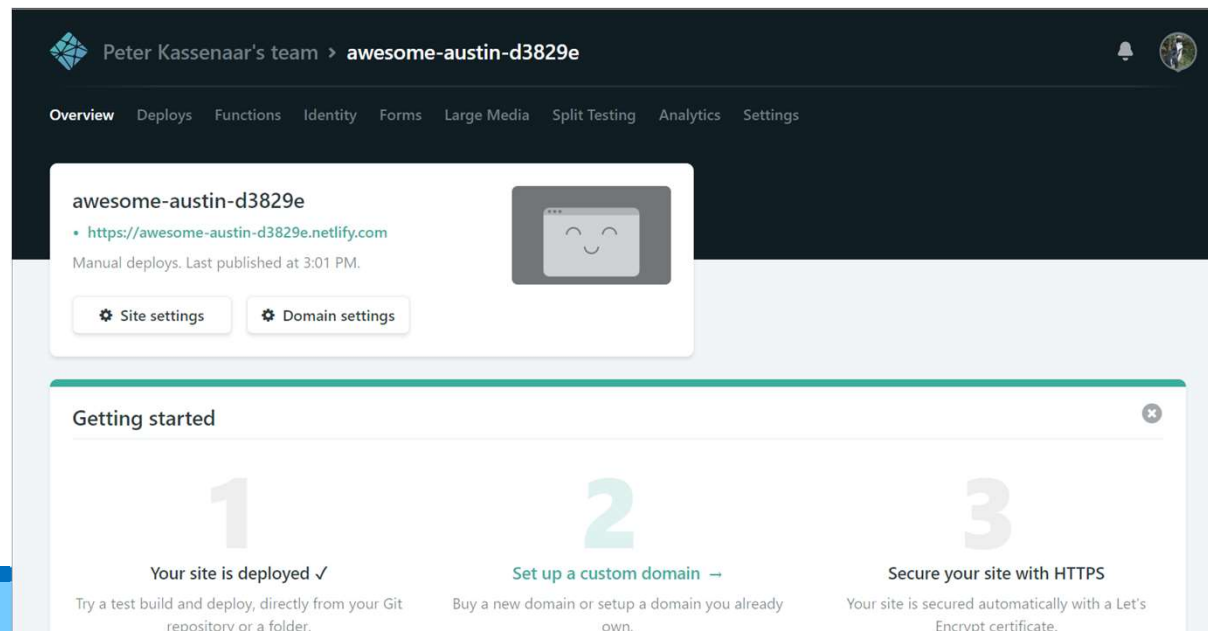 Peter Kassenaar's team > awesome-austin-d3829e
Overview Deploys Functions Identity Forms Large Media Split Testing Analytics Settings
awesome-austin-d3829e
• https://awesome-austin-d3829e.netlify.com
Manual deploys. Last published at 3:01 PM.
Site settings Domain settings
Getting started
1
Your site is deployed ✓
Try a test build and deploy, directly from your Git
repository or a folder.
2
Set up a custom domain →
Buy a new domain or setup a domain you already
own.
3
Secure your site with HTTPS
Your site is secured automatically with a Let's
Encrypt certificate.